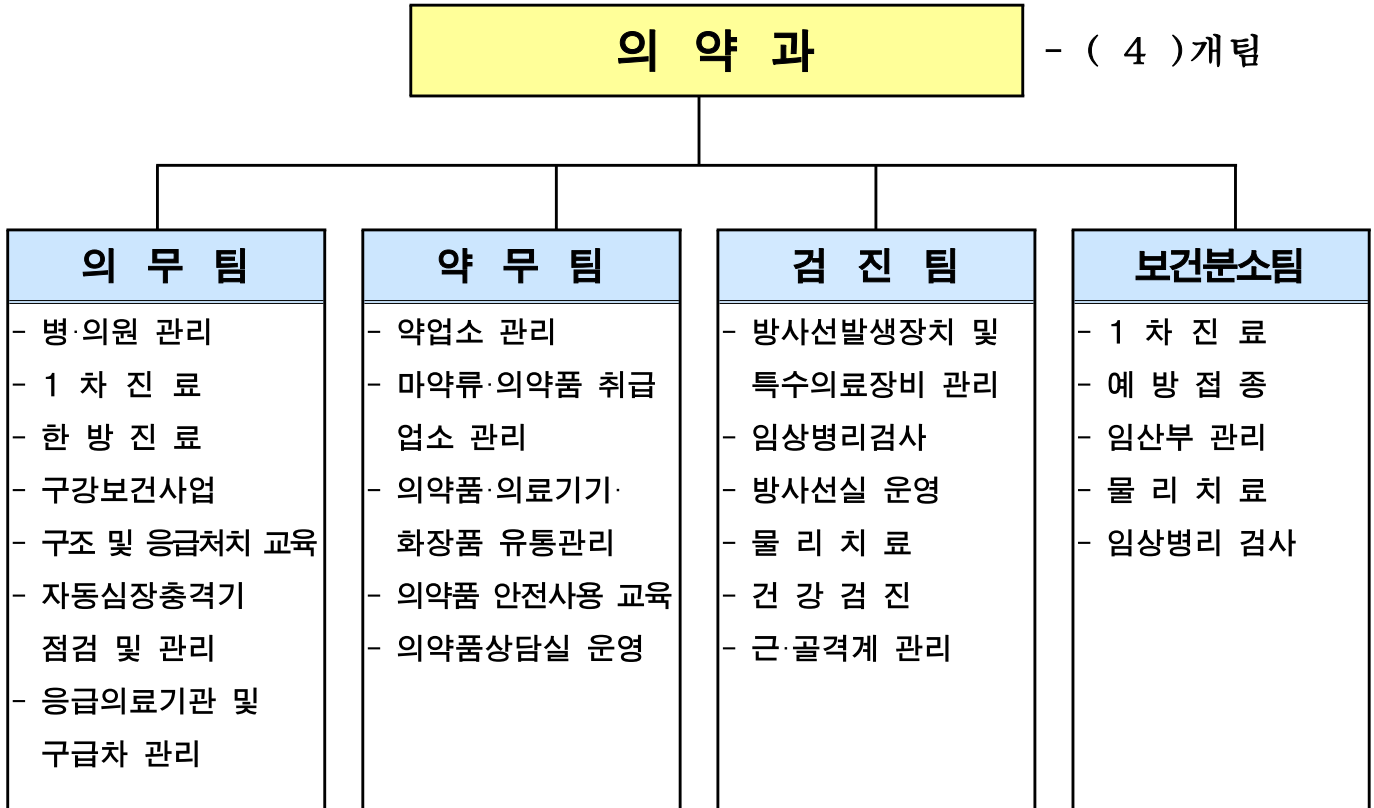 의 약 과
- ( 4 )개팀
의 무 팀
- 병·의원 관리
- 1 차 진 료
- 한 방 진 료
- 구강보건사업
- 구조 및 응급처치 교육
- 자동심장충격기
점검 및 관리
- 응급의료기관 및
구급차 관리
약 무 팀
- 약업소 관리
- 마약류·의약품 취급
업소 관리
- 의약품·의료기기·
화장품 유통관리
- 의약품 안전사용 교육
- 의약품상담실 운영
검 진 팀
- 방사선발생장치 및
특수의료장비 관리
- 임상병리검사
- 방사선실 운영
- 물 리 치 료
- 건 강 검 진
- 근·골격계 관리
보건분소팀
- 1 차 진 료
- 예 방 접 종
- 임산부 관리
- 물 리 치 료
- 임상병리 검사